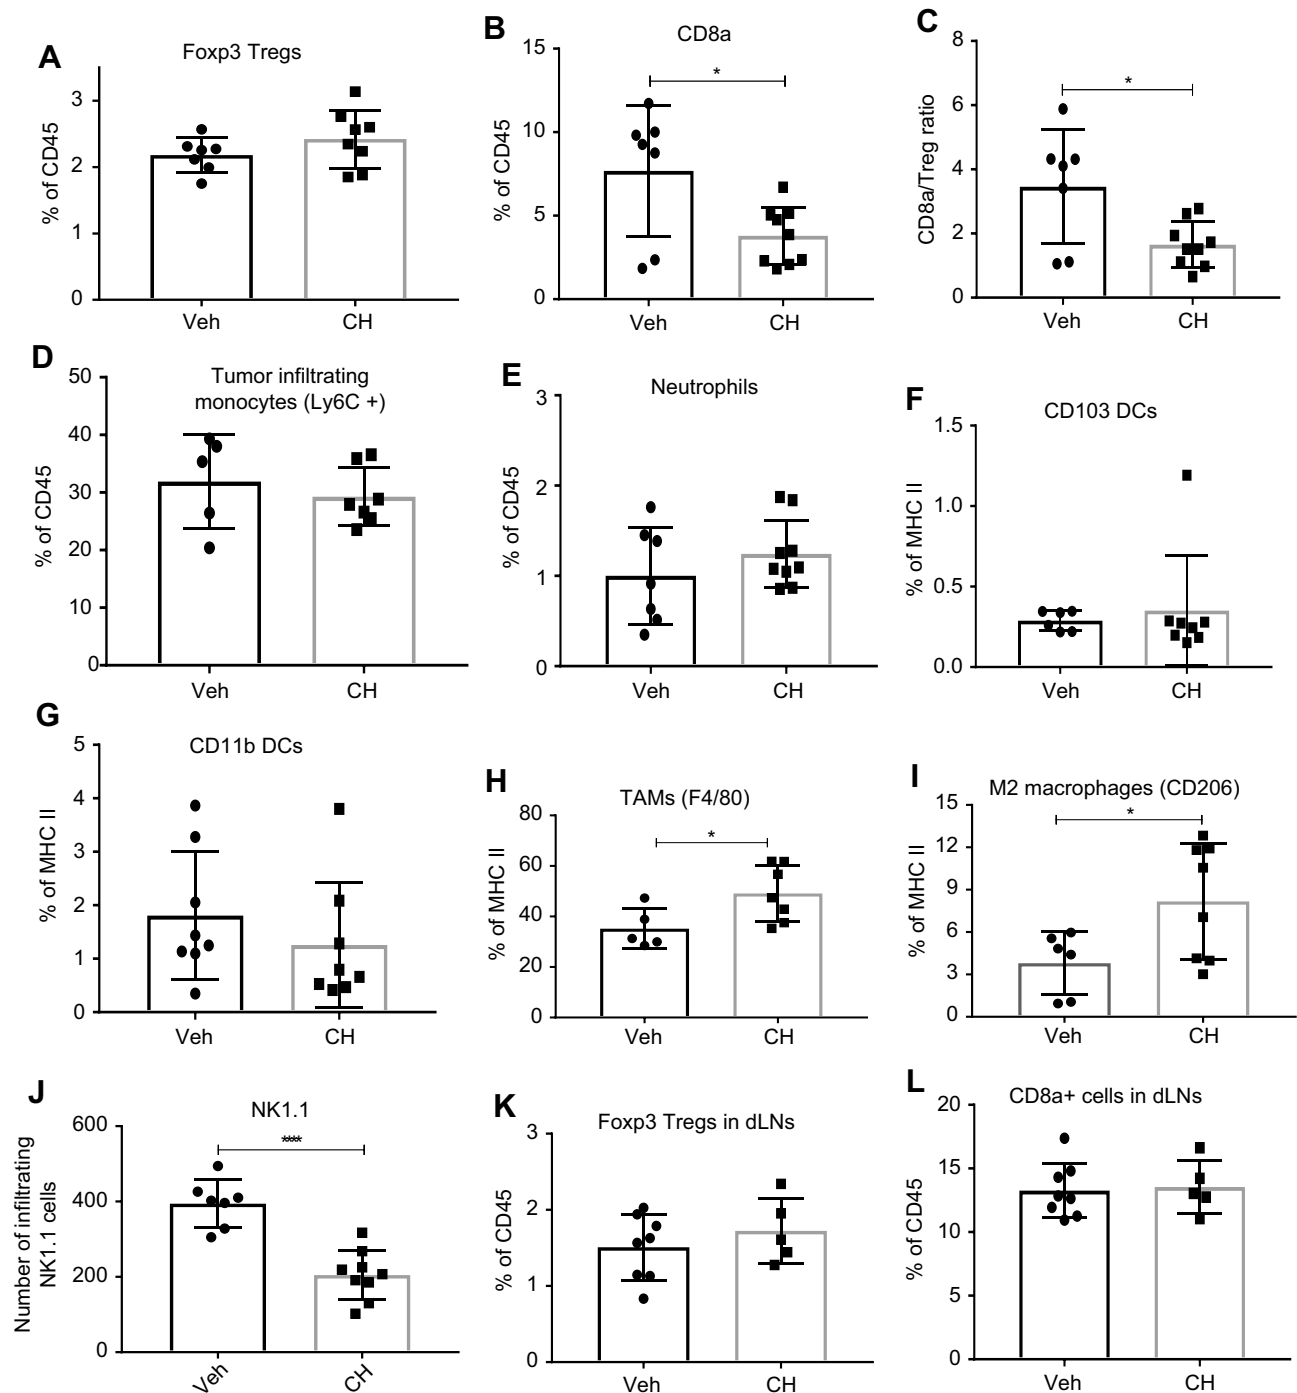 A
Foxp3 Tregs
% of CD45
3
2
1
0
Veh CH
B
CD8a
% of CD45
15
10
5
0
*
Veh CH
C
CD8a/Treg ratio
8
6
4
2
0
*
Veh CH
D
Tumor infiltrating
monocytes (Ly6C +)
% of CD45
50
40
30
20
10
0
Veh CH
E
Neutrophils
% of CD45
3
2
1
0
Veh CH
F
CD103 DCs
% of MHC II
1.5
1.0
0.5
0.0
Veh CH
G
CD11b DCs
% of MHC II
5
4
3
2
1
0
Veh CH
H
TAMs (F4/80)
% of MHC II
80
60
40
20
0
*
Veh CH
I
M2 macrophages (CD206)
% of MHC II
15
12
9
6
3
0
*
Veh CH
J
NK1.1
Number of infiltrating
NK1.1 cells
600
400
200
0
****
Veh CH
K
Foxp3 Tregs in dLNs
% of CD45
3
2
1
0
Veh CH
L
CD8a+ cells in dLNs
% of CD45
20
15
10
5
0
Veh CH